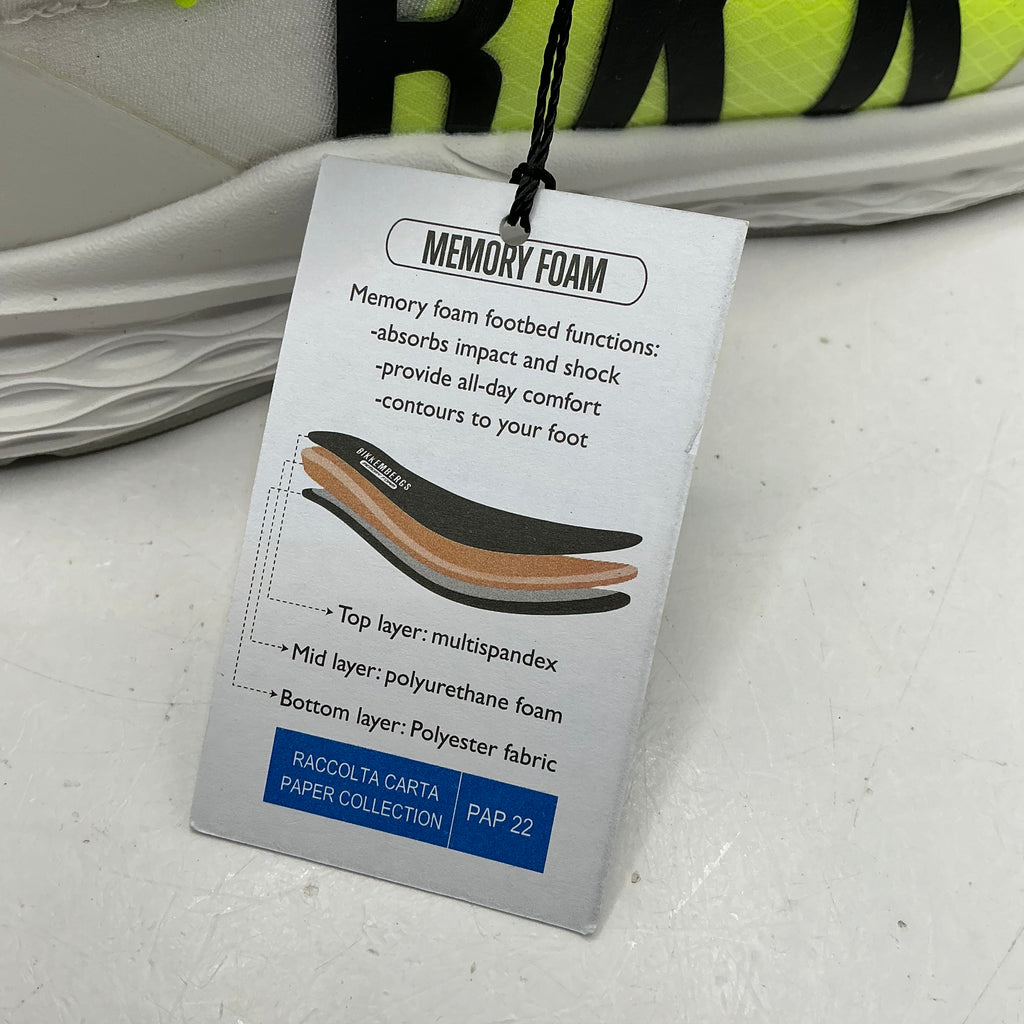 BKK
MEMORY FOAM
Memory foam footbed functions:
-absorbs impact and shock
-provide all-day comfort
-contours to your foot
BIKKEMBERGS
Top layer: multispandex
Mid layer: polyurethane foam
Bottom layer: Polyester fabric
RACCOLTA CARTA
PAPER COLLECTION
PAP 22